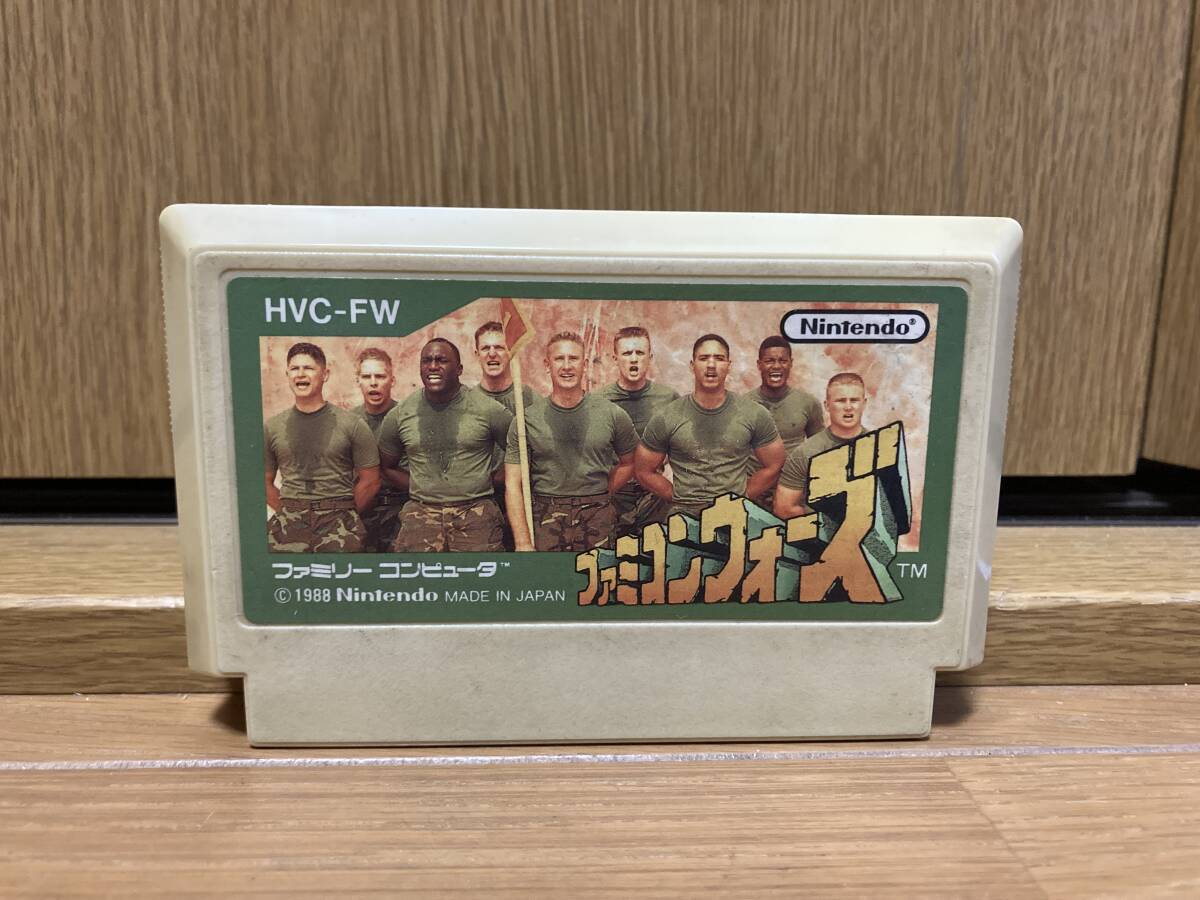 HVC-FW
Nintendo®
ファミリー コンピュータ™
© 1988 Nintendo MADE IN JAPAN
ファミコンウォーズ TM